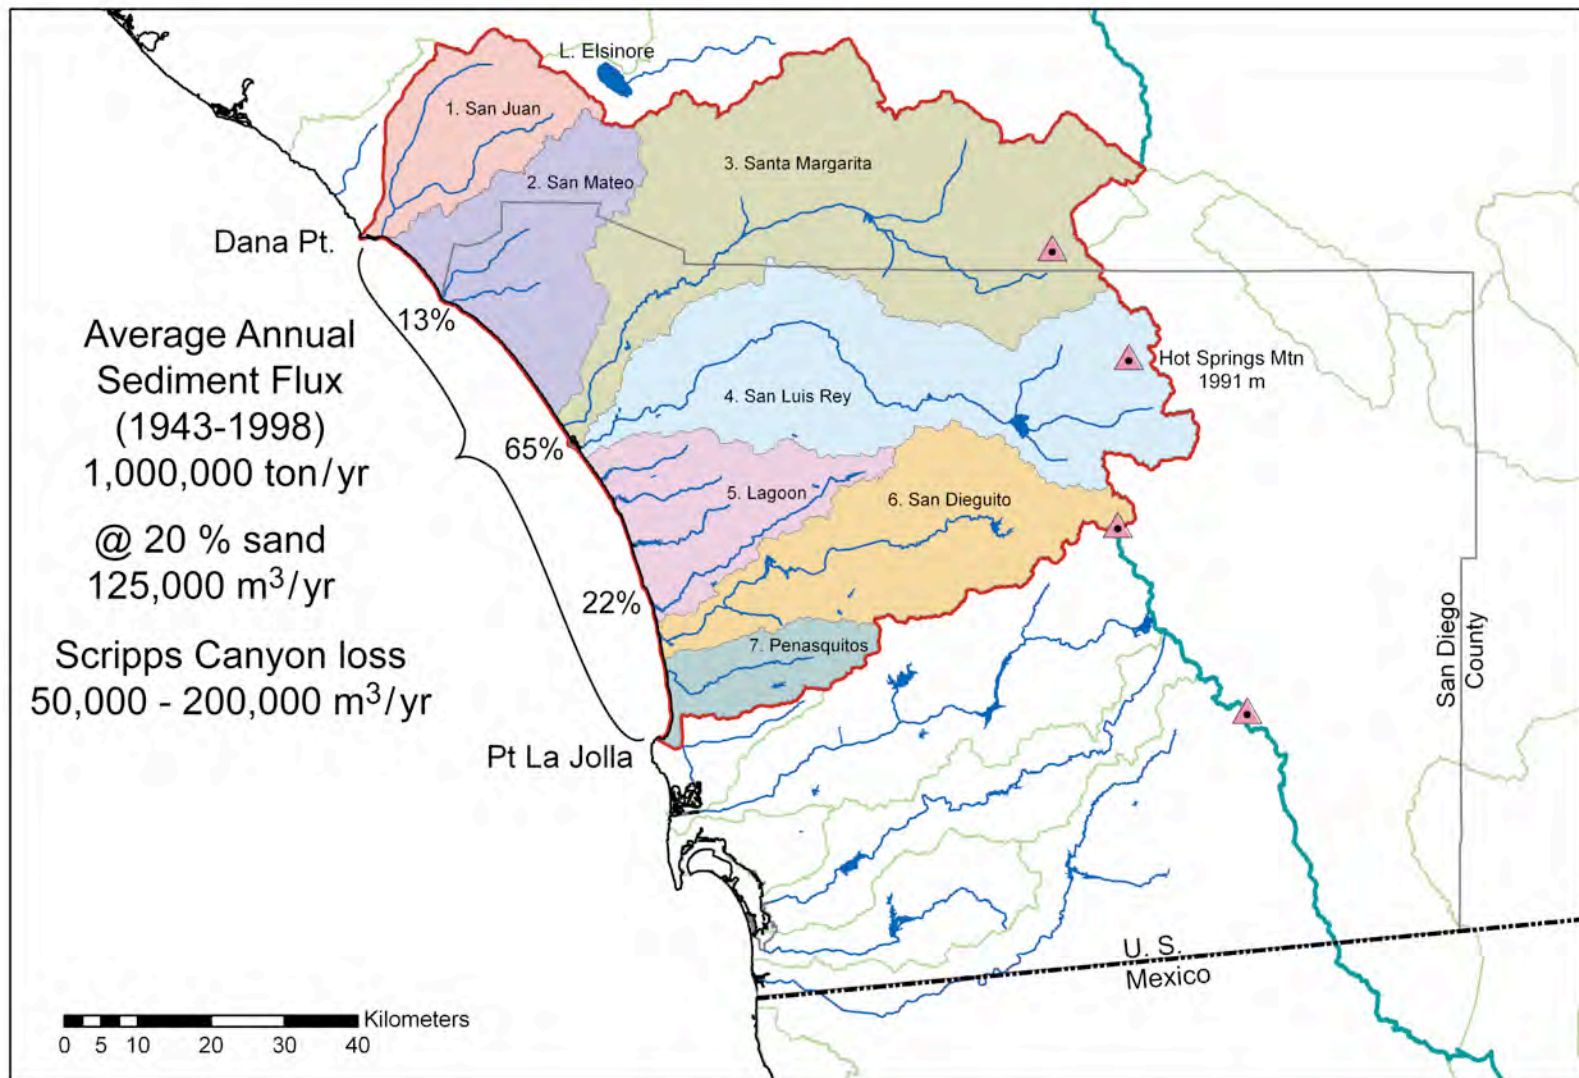 L. Elsinore
1. San Juan
2. San Mateo
3. Santa Margarita
Dana Pt.
13%
Average Annual
Sediment Flux
(1943-1998)
1,000,000 ton/yr
@ 20 % sand
125,000 m³/yr
Scripps Canyon loss
50,000 - 200,000 m³/yr
Hot Springs Mtn
1991 m
4. San Luis Rey
65%
5. Lagoon
6. San Dieguito
22%
7. Penasquitos
Pt La Jolla
San Diego
County
U. S.
Mexico
Kilometers
0 5 10 20 30 40